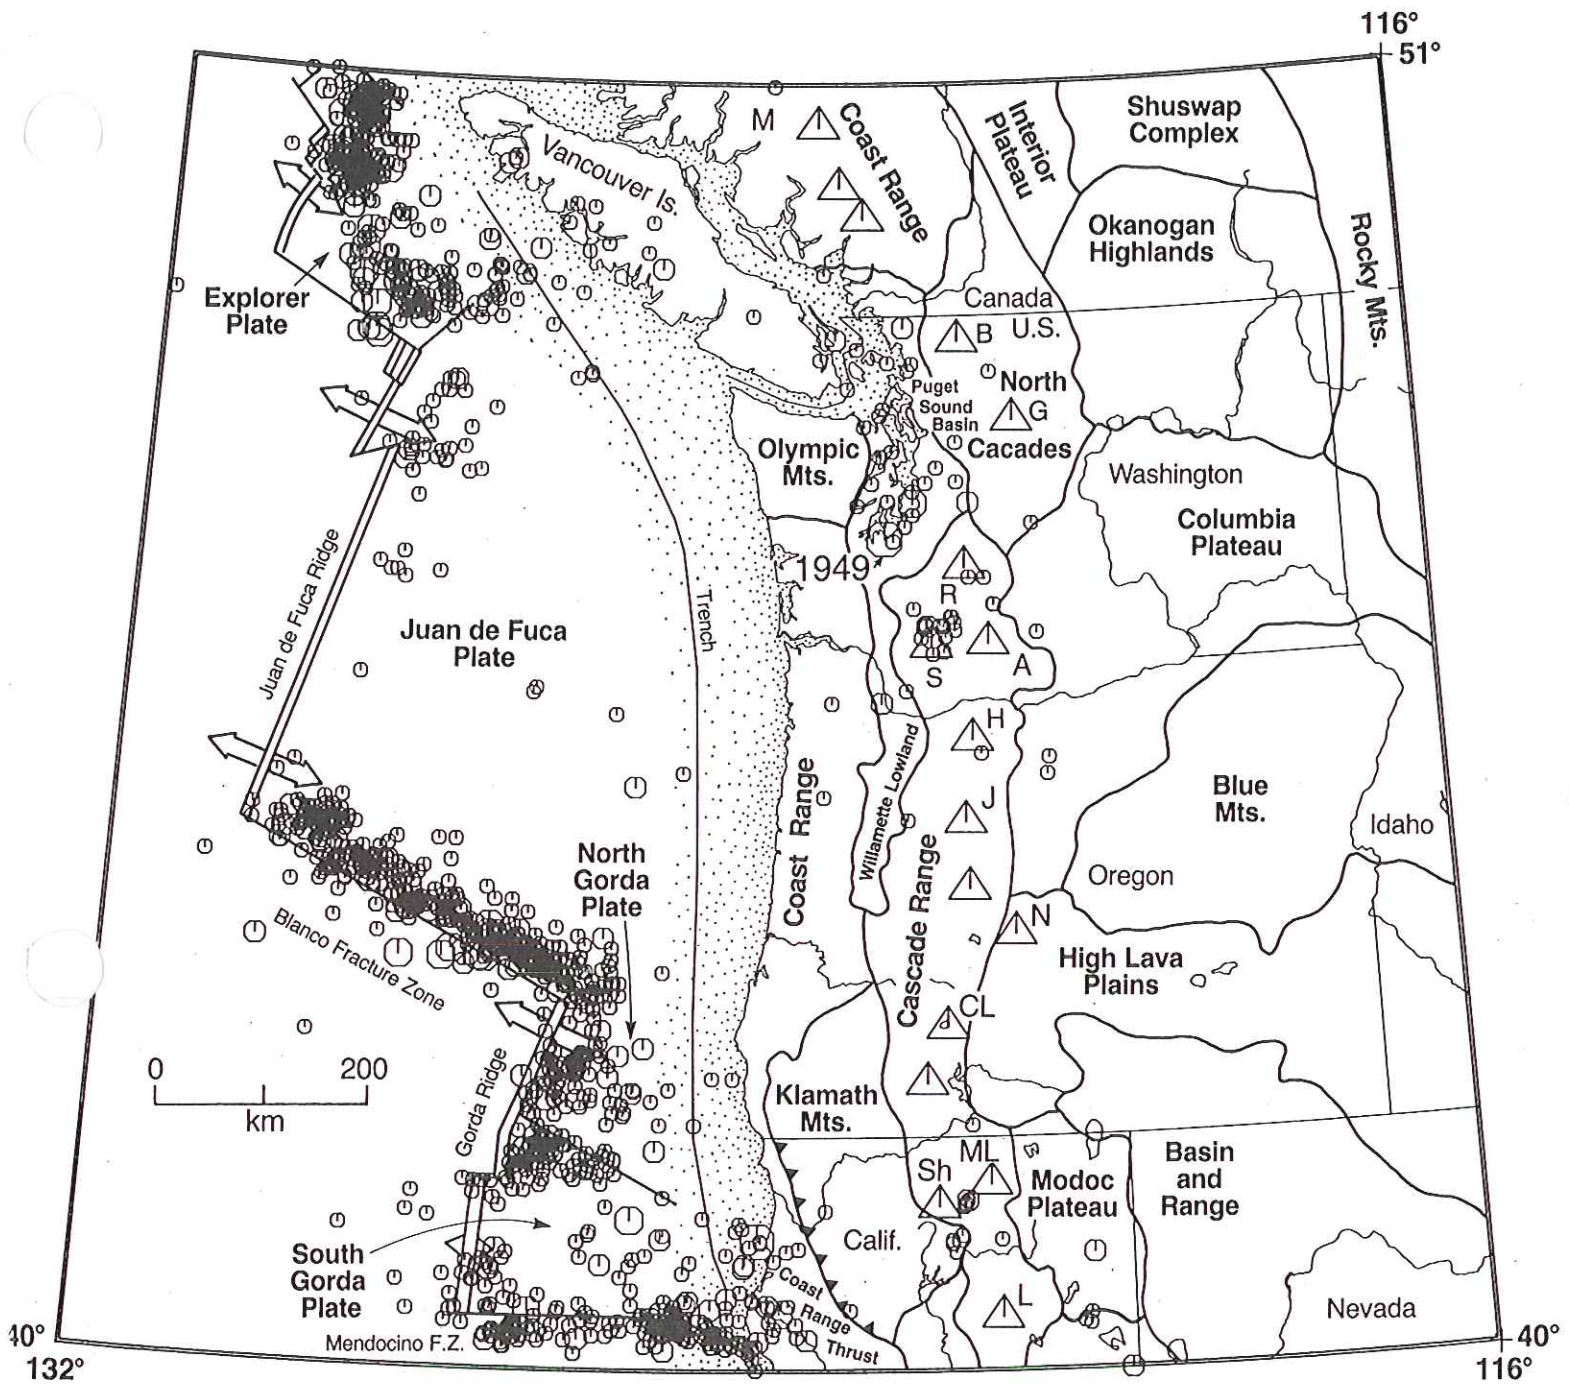 116°
51°
M
Coast Range
Interior
Plateau
Shuswap
Complex
Vancouver Is.
Okanogan
Highlands
Rocky Mts.
Explorer
Plate
Canada
U.S.
B
Puget
Sound
Basin
North
G
Cacades
Olympic
Mts.
Washington
Columbia
Plateau
1949
R
Juan de Fuca Ridge
Juan de Fuca
Plate
Trench
S
A
H
Willamette Lowland
Coast Range
J
Blue
Mts.
Idaho
North
Gorda
Plate
Cascade Range
Oregon
N
Blanco Fracture Zone
High Lava
Plains
CL
0
200
km
Gorda Ridge
Klamath
Mts.
Sh
ML
Modoc
Plateau
Basin
and
Range
Calif.
South
Gorda
Plate
Coast
Range
Thrust
L
Nevada
Mendocino F.Z.
40°
132°
40°
116°